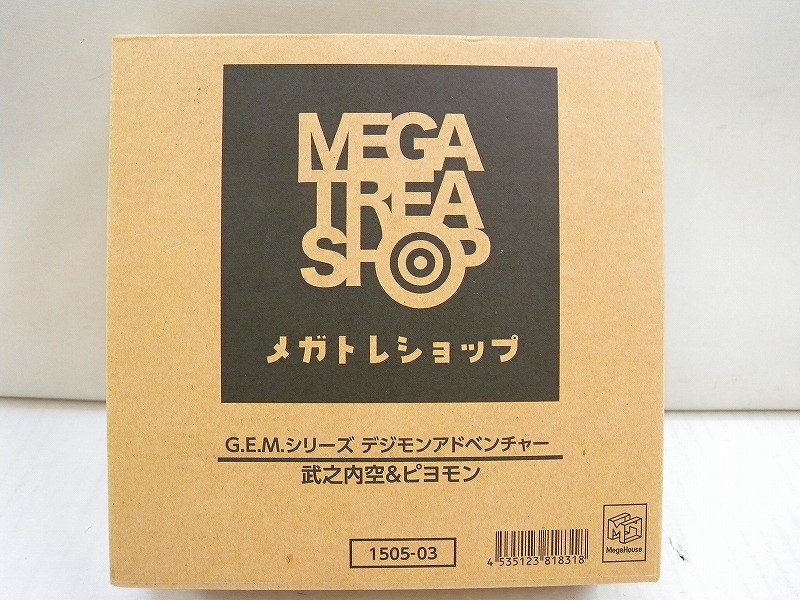 MEGA
TREA
SHOP
メガトレショップ
G.E.M.シリーズ デジモンアドベンチャー
武之内空&ピヨモン
1505-03
4 535123 818318
MegaHouse